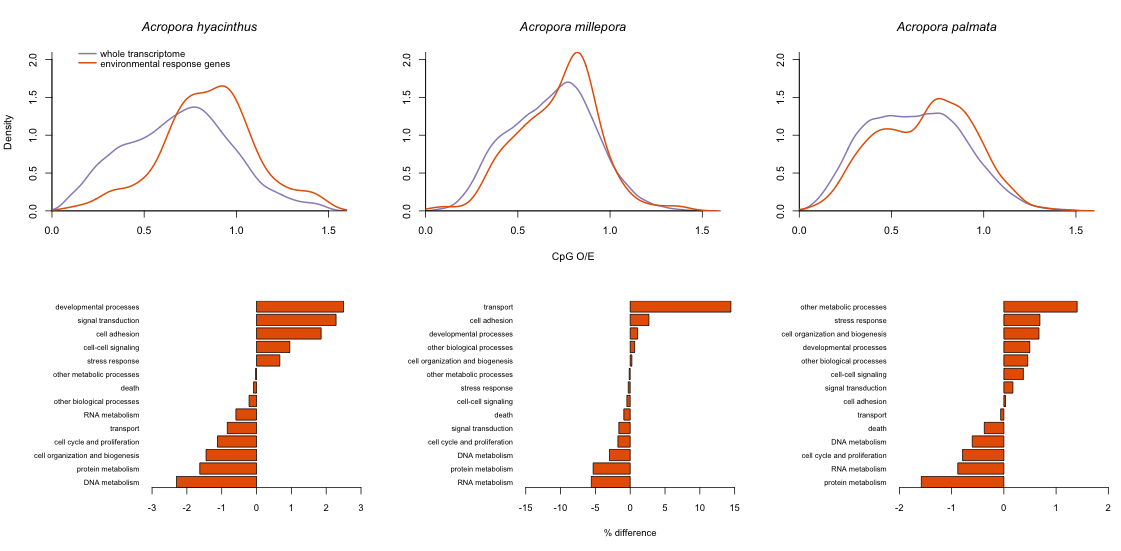 Acropora hyacinthus
Acropora millepora
Acropora palmata
whole transcriptome
environmental response genes
Density
0.0 0.5 1.0 1.5 2.0
0.0 0.5 1.0 1.5
0.0 0.5 1.0 1.5 2.0
0.0 0.5 1.0 1.5
0.0 0.5 1.0 1.5 2.0
0.0 0.5 1.0 1.5
CpG O/E
developmental processes
signal transduction
cell adhesion
cell-cell signaling
stress response
other metabolic processes
death
other biological processes
RNA metabolism
transport
cell cycle and proliferation
cell organization and biogenesis
protein metabolism
DNA metabolism
-3 -2 -1 0 1 2 3
transport
cell adhesion
developmental processes
other biological processes
cell organization and biogenesis
other metabolic processes
stress response
cell-cell signaling
death
signal transduction
cell cycle and proliferation
DNA metabolism
protein metabolism
RNA metabolism
-15 -10 -5 0 5 10 15
other metabolic processes
stress response
cell organization and biogenesis
developmental processes
other biological processes
cell-cell signaling
signal transduction
cell adhesion
transport
death
DNA metabolism
cell cycle and proliferation
RNA metabolism
protein metabolism
-2 -1 0 1 2
% difference